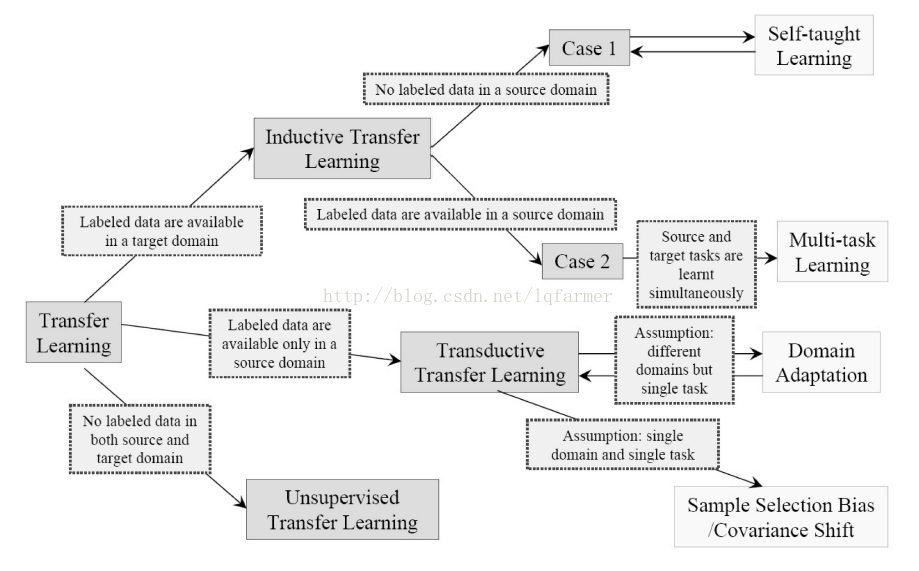 Self-taught
Learning
Case 1
No labeled data in a source domain
Inductive Transfer
Learning
Labeled data are available
in a target domain
Labeled data are available in a source domain
Case 2
Source and
target tasks are
learnt
simultaneously
Multi-task
Learning
http://blog.csdn.net/lqfarmer
Transfer
Learning
Labeled data are
available only in a
source domain
Transductive
Transfer Learning
Assumption:
different
domains but
single task
Domain
Adaptation
No labeled data in
both source and
target domain
Assumption: single
domain and single task
Unsupervised
Transfer Learning
Sample Selection Bias
/Covariance Shift